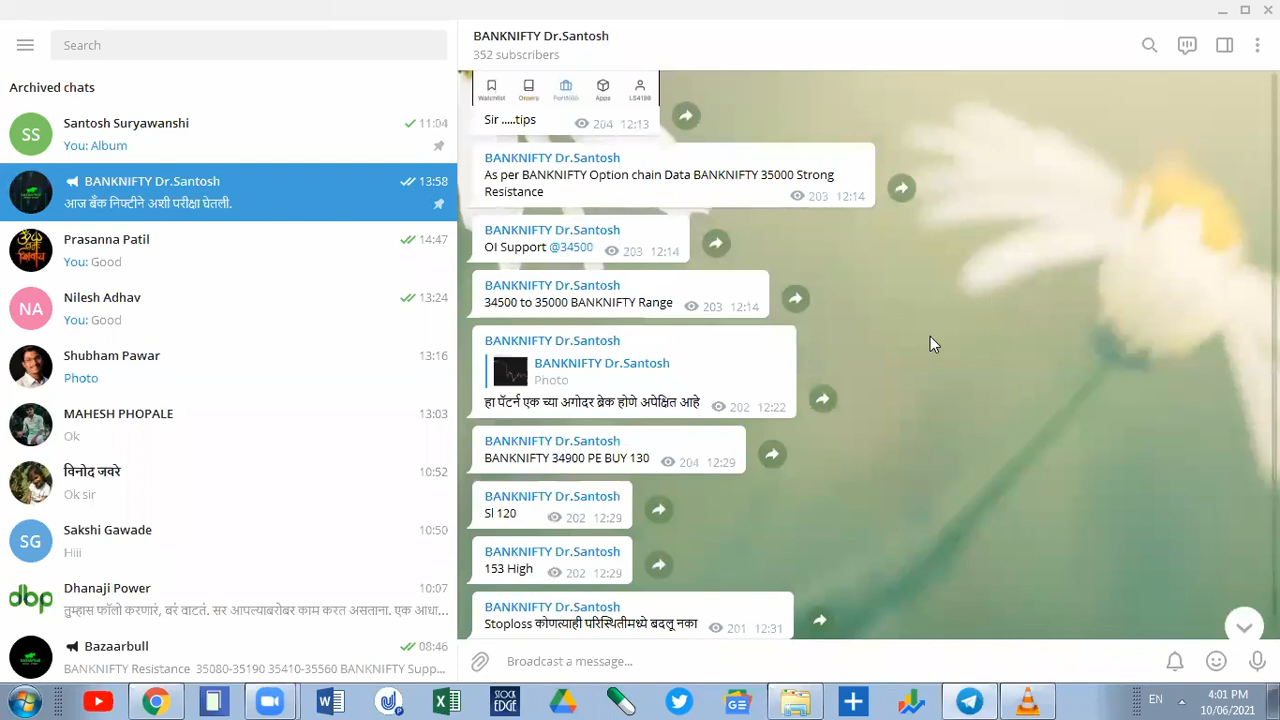 Search
Archived chats
SS
Santosh Suryawanshi
11:04
You: Album
BANKNIFTY Dr.Santosh
13:58
आज बँक निफ्टीने अशी परीक्षा घेतली.
Prasanna Patil
14:47
You: Good
NA
Nilesh Adhav
13:24
You: Good
Shubham Pawar
13:16
Photo
MAHESH PHOPALE
13:03
Ok
विनोद जवरे
10:52
Ok sir
SG
Sakshi Gawade
10:50
Hiii
dbp
Dhanaji Power
10:07
तुम्हास फॉलो करणारं, बरं वाटतं. सर आपल्याबरोबर काम करत असताना. एक आधा...
Bazaarbull
08:46
BANKNIFTY Resistance 35080-35190 35410-35560 BANKNIFTY Supp...
BANKNIFTY Dr.Santosh
352 subscribers
Watchlist Orders Portfolio Apps LS4188
Sir .....tips 204 12:13
BANKNIFTY Dr.Santosh
As per BANKNIFTY Option chain Data BANKNIFTY 35000 Strong
Resistance 203 12:14
BANKNIFTY Dr.Santosh
OI Support @34500 203 12:14
BANKNIFTY Dr.Santosh
34500 to 35000 BANKNIFTY Range 203 12:14
BANKNIFTY Dr.Santosh
BANKNIFTY Dr.Santosh
Photo
हा पॅटर्न एक च्या अगोदर ब्रेक होणे अपेक्षित आहे 202 12:22
BANKNIFTY Dr.Santosh
BANKNIFTY 34900 PE BUY 130 204 12:29
BANKNIFTY Dr.Santosh
Sl 120 202 12:29
BANKNIFTY Dr.Santosh
153 High 202 12:29
BANKNIFTY Dr.Santosh
Stoploss कोणत्याही परिस्थितीमध्ये बदलू नका 201 12:31
Broadcast a message...
STOCK
EDGE
EN
4:01 PM
10/06/2021